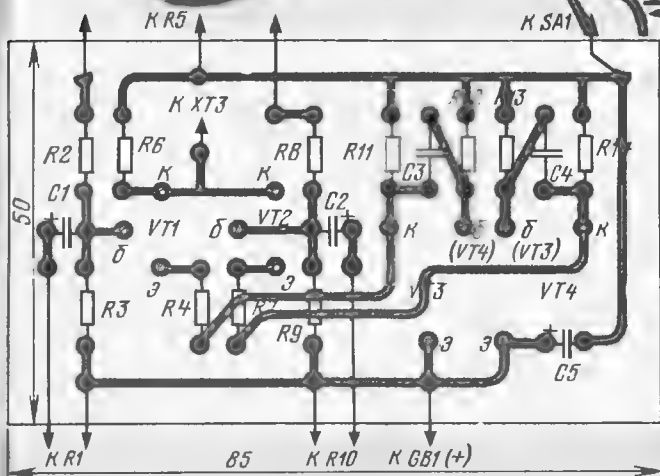 К R5
К SA1
К ХТ3
R2
R6
К
К
R8
R11
C3
R13
C4
R14
C1
C2
+
+
б
VT1
б
VT2
К
б
(VT4)
б
(VT3)
К
50
Э
Э
R3
R4
R7
R9
VT3
VT4
Э
Э
+
C5
К R1
85
К R10
К GB1 (+)